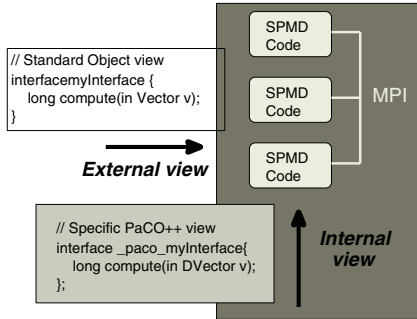 // Standard Object view
interfacemyInterface {
long compute(in Vector v);
}
External view
SPMD
Code
SPMD
Code
SPMD
Code
MPI
// Specific PaCO++ view
interface _paco_myInterface{
long compute(in DVector v);
};
Internal
view